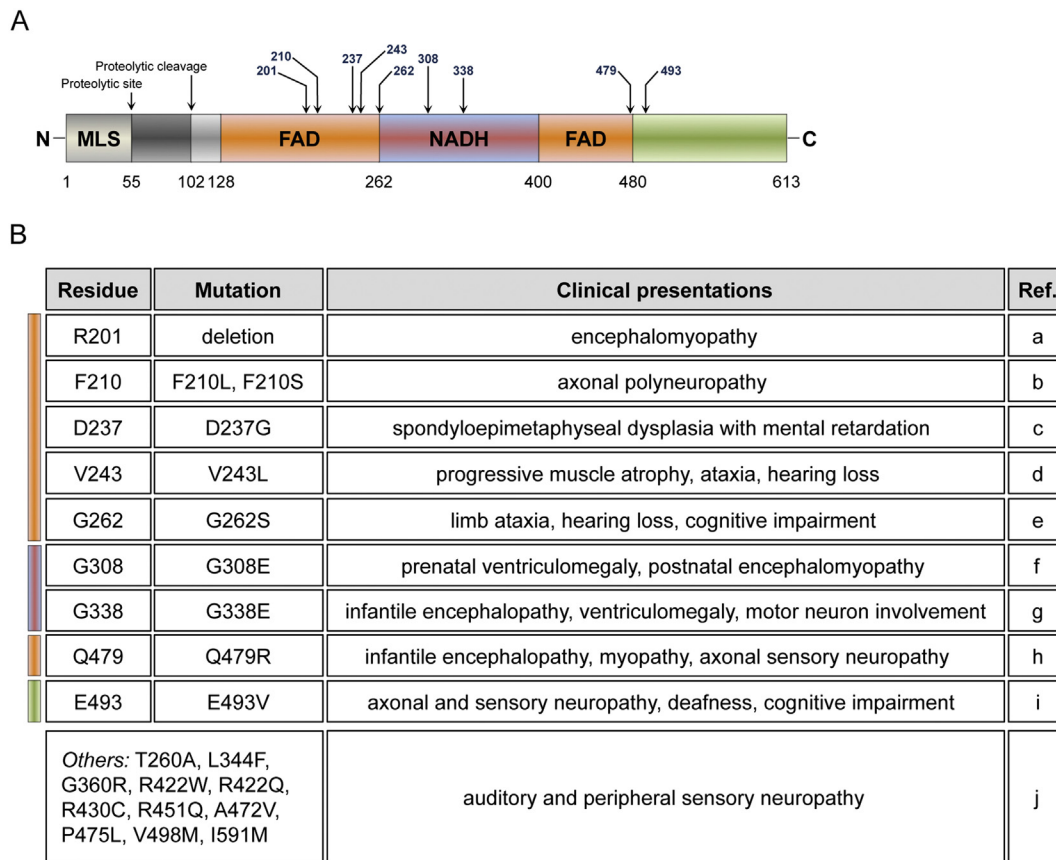 A
Proteolytic cleavage
Proteolytic site
210
201
237
243
262
308
338
479
493
N
MLS
FAD
NADH
FAD
C
1
55
102
128
262
400
480
613
B
Residue Mutation Clinical presentations Ref.
R201 deletion encephalomyopathy a
F210 F210L, F210S axonal polyneuropathy b
D237 D237G spondyloepimetaphyseal dysplasia with mental retardation c
V243 V243L progressive muscle atrophy, ataxia, hearing loss d
G262 G262S limb ataxia, hearing loss, cognitive impairment e
G308 G308E prenatal ventriculomegaly, postnatal encephalomyopathy f
G338 G338E infantile encephalopathy, ventriculomegaly, motor neuron involvement g
Q479 Q479R infantile encephalopathy, myopathy, axonal sensory neuropathy h
E493 E493V axonal and sensory neuropathy, deafness, cognitive impairment i
Others: T260A, L344F,
G360R, R422W, R422Q,
R430C, R451Q, A472V,
P475L, V498M, I591M
auditory and peripheral sensory neuropathy
j